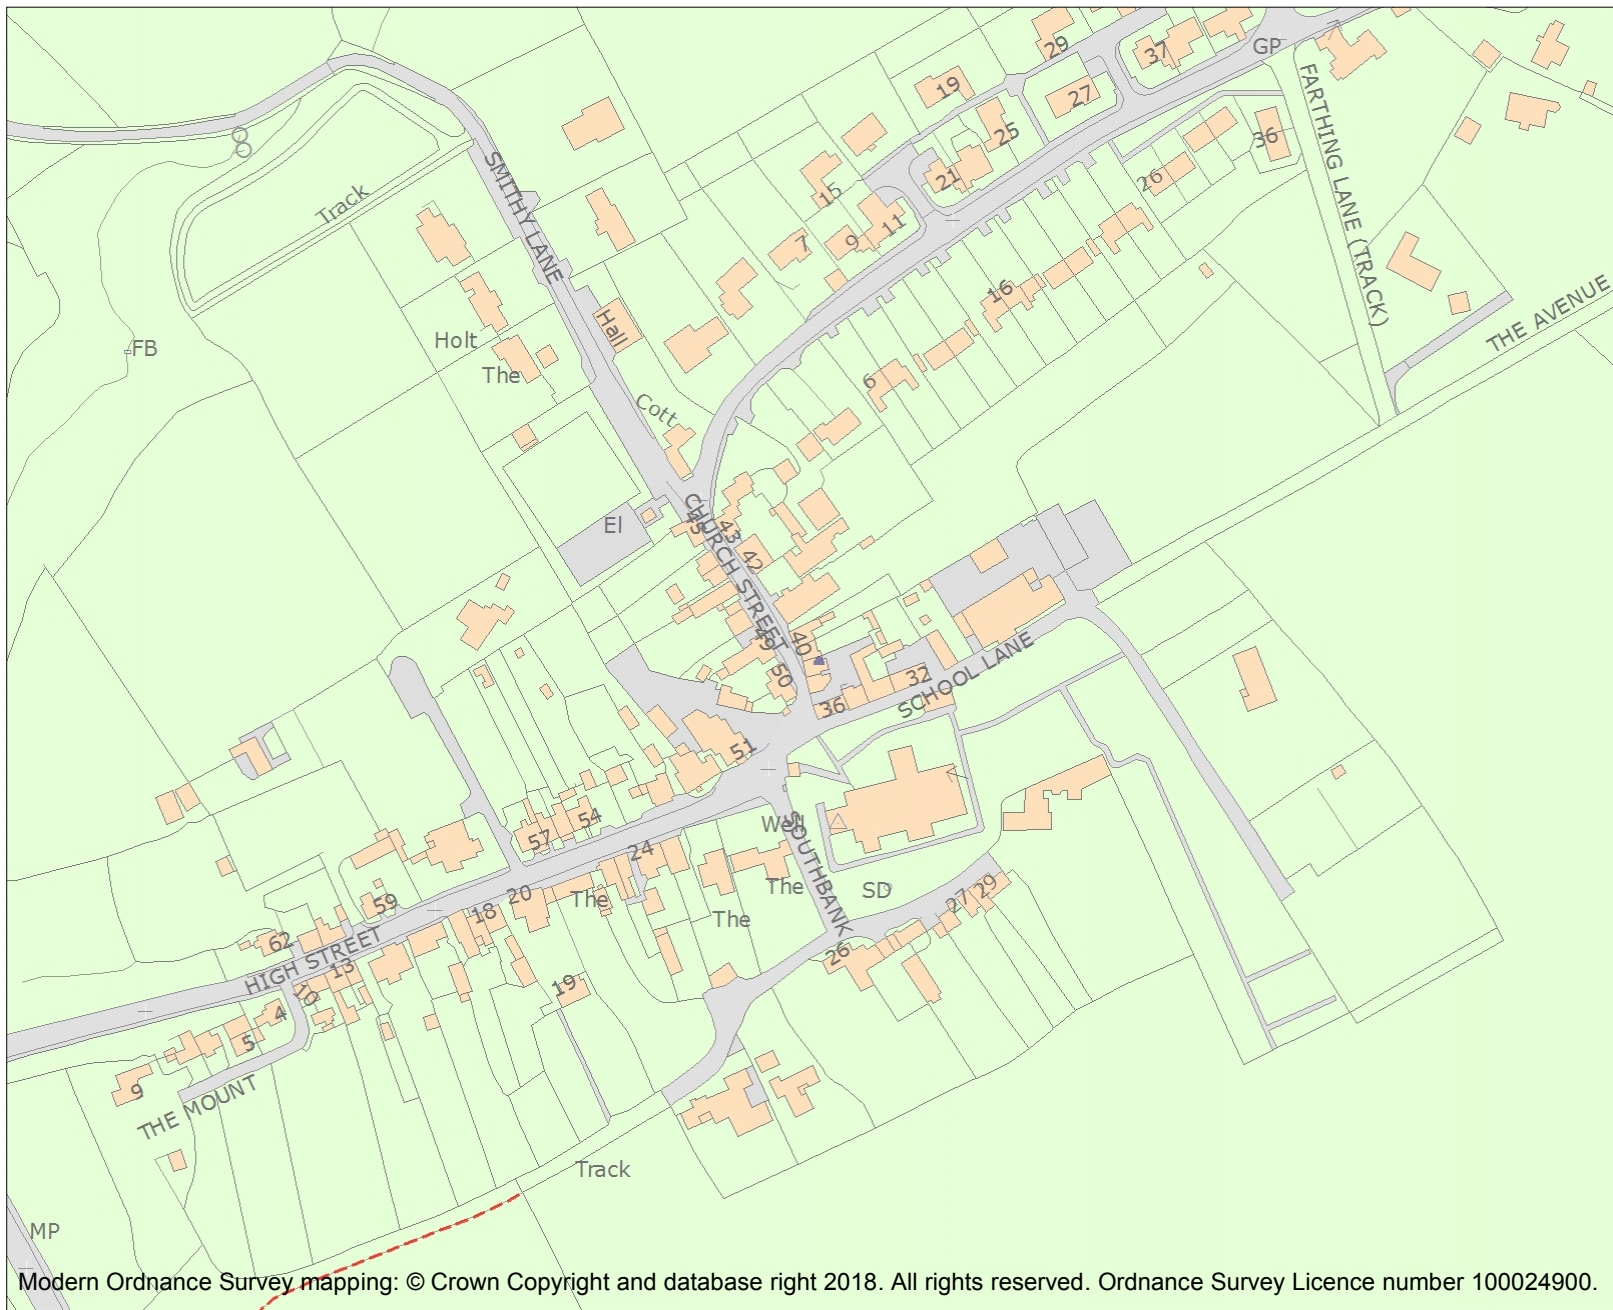 29
37
GP
19
27
25
36
FARTHING LANE (TRACK)
SMITHY LANE
Track
21
26
15
11
7
9
16
THE AVENUE
Hall
Holt
FB
The
6
Cott
CHURCH STREET
El
45
43
42
49
40
50
32
SCHOOL LANE
36
51
54
57
Well
SOUTHBANK
24
The
SD
The
The
27
29
59
20
18
62
HIGH STREET
13
26
19
10
4
5
9
THE MOUNT
Track
MP
Modern Ordnance Survey mapping: © Crown Copyright and database right 2018. All rights reserved. Ordnance Survey Licence number 100024900.